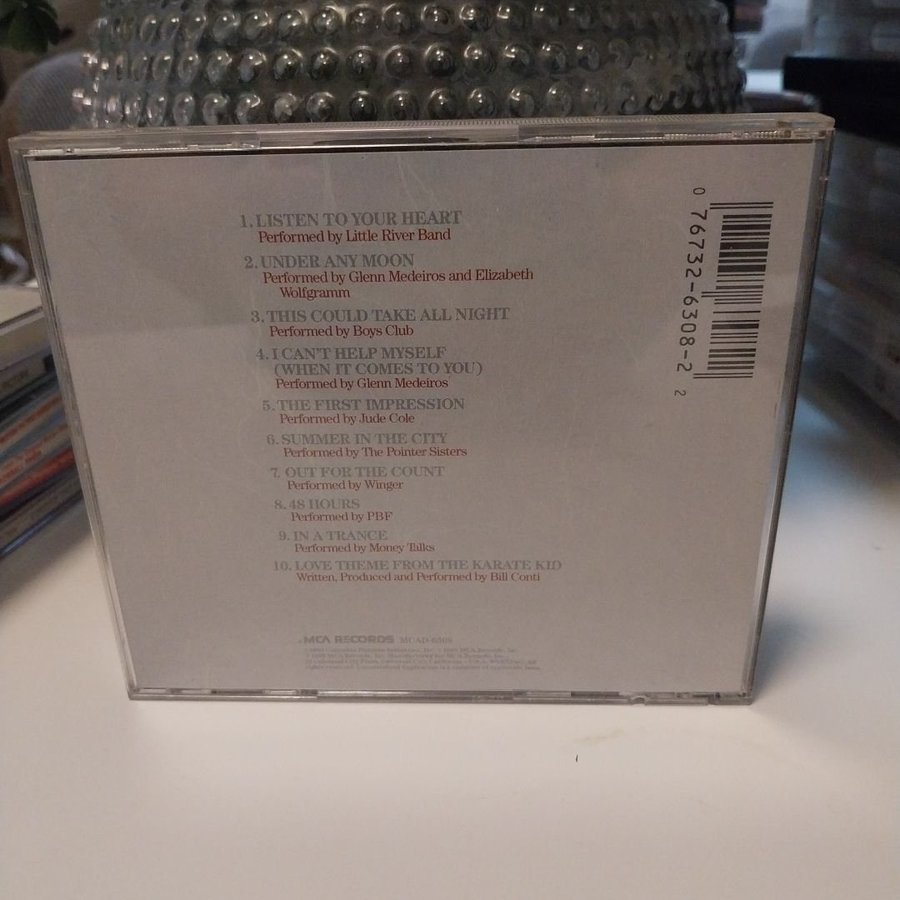 1. LISTEN TO YOUR HEART
Performed by Little River Band
2. UNDER ANY MOON
Performed by Glenn Medeiros and Elizabeth
Wolfgramm
3. THIS COULD TAKE ALL NIGHT
Performed by Boys Club
4. I CAN'T HELP MYSELF
(WHEN IT COMES TO YOU)
Performed by Glenn Medeiros
5. THE FIRST IMPRESSION
Performed by Jude Cole
6. SUMMER IN THE CITY
Performed by The Pointer Sisters
7. OUT FOR THE COUNT
Performed by Winger
8. 48 HOURS
Performed by PBF
9. IN A TRANCE
Performed by Money Talks
10. LOVE THEME FROM THE KARATE KID
Written, Produced and Performed by Bill Conti
MCA RECORDS MCAD-6308
0 76732-6308-2 2